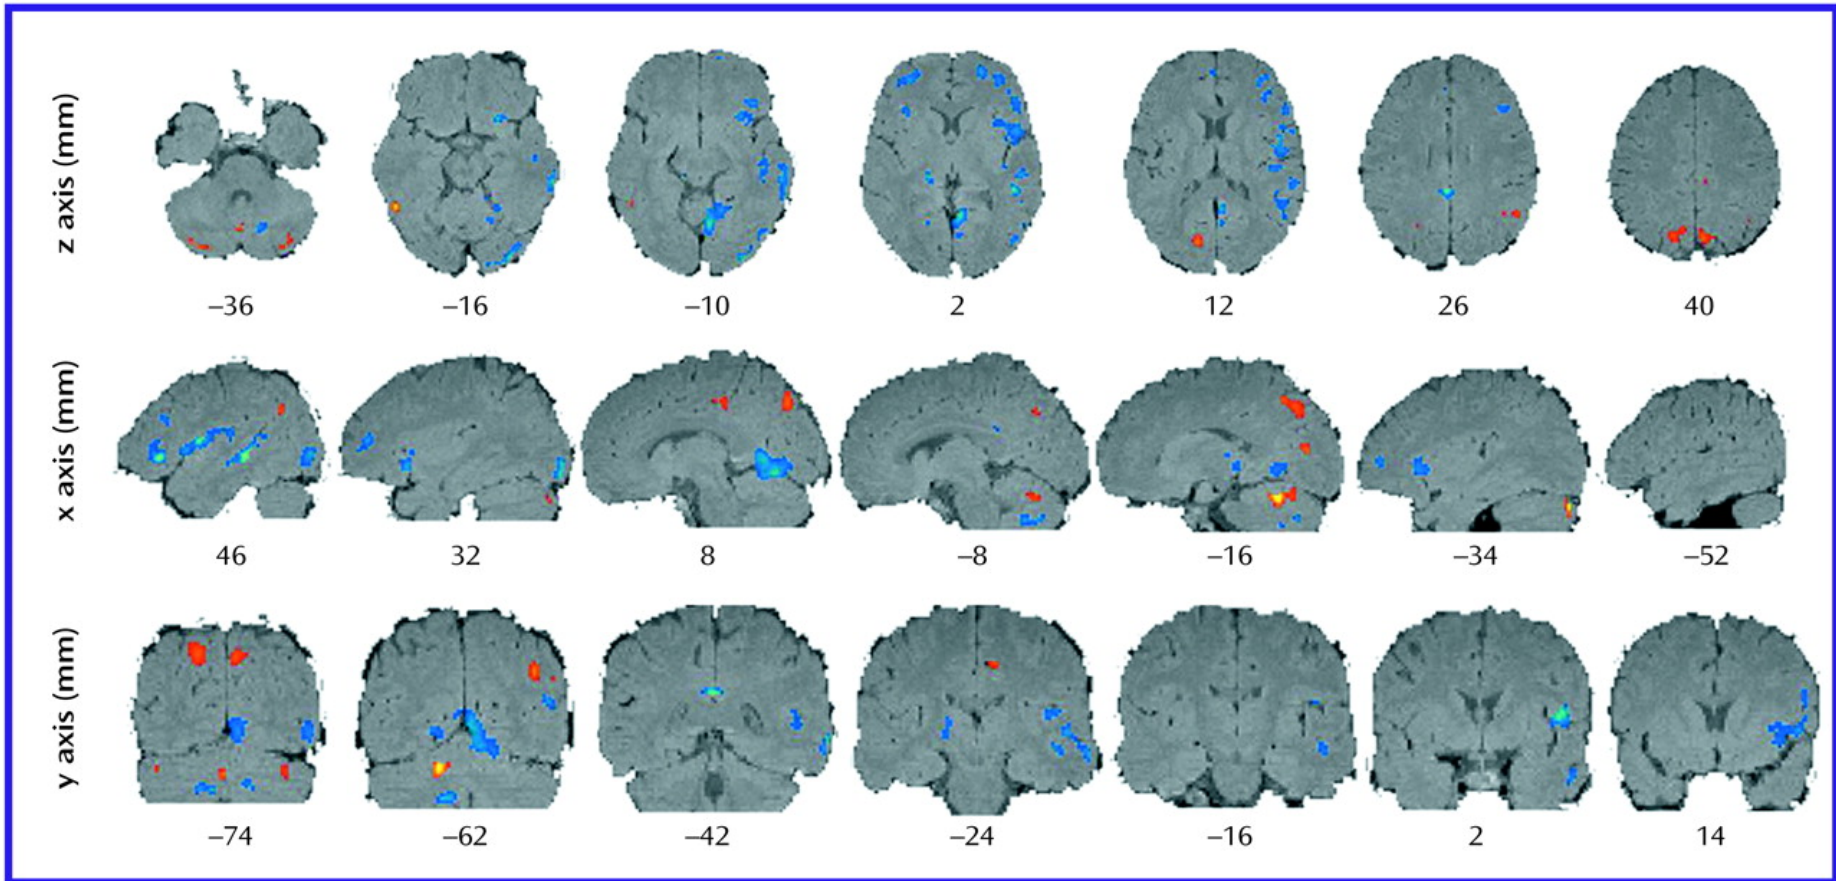 z axis (mm)
−36 −16 −10 2 12 26 40
x axis (mm)
46 32 8 −8 −16 −34 −52
y axis (mm)
−74 −62 −42 −24 −16 2 14